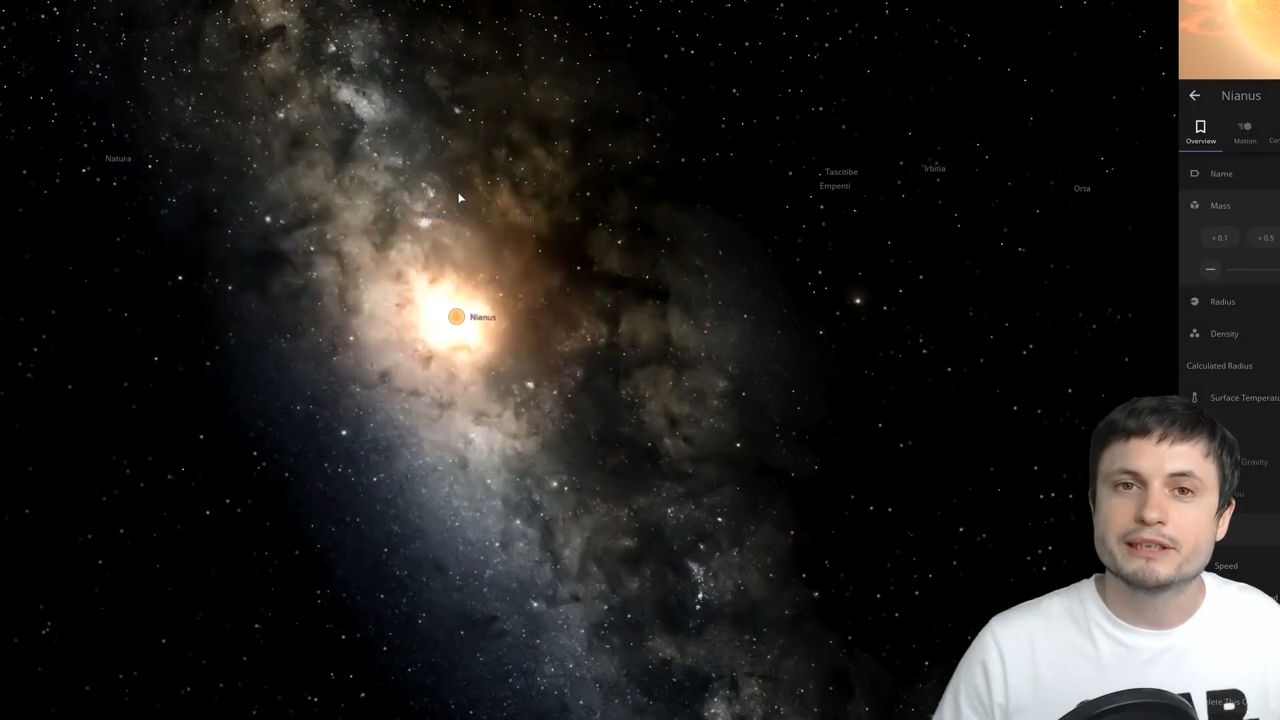 Nianus
Overview
Motion
Name
Natura
Mass
Tascitibe
Irbitia
Empenti
Orta
× 0.1
× 0.5
Radius
Nianus
Density
Calculated Radius
Surface Temperatu
Gravity
Speed